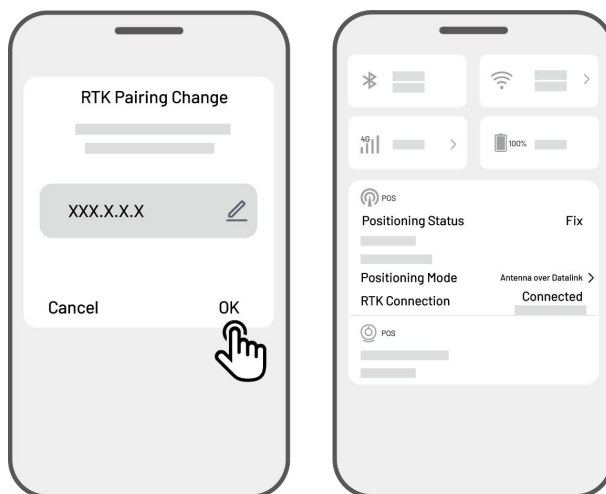 RTK Pairing Change
XXX.X.X.X
Cancel OK
4G
100%
POS
Positioning Status Fix
Positioning Mode Antenna over Datalink
RTK Connection Connected
POS